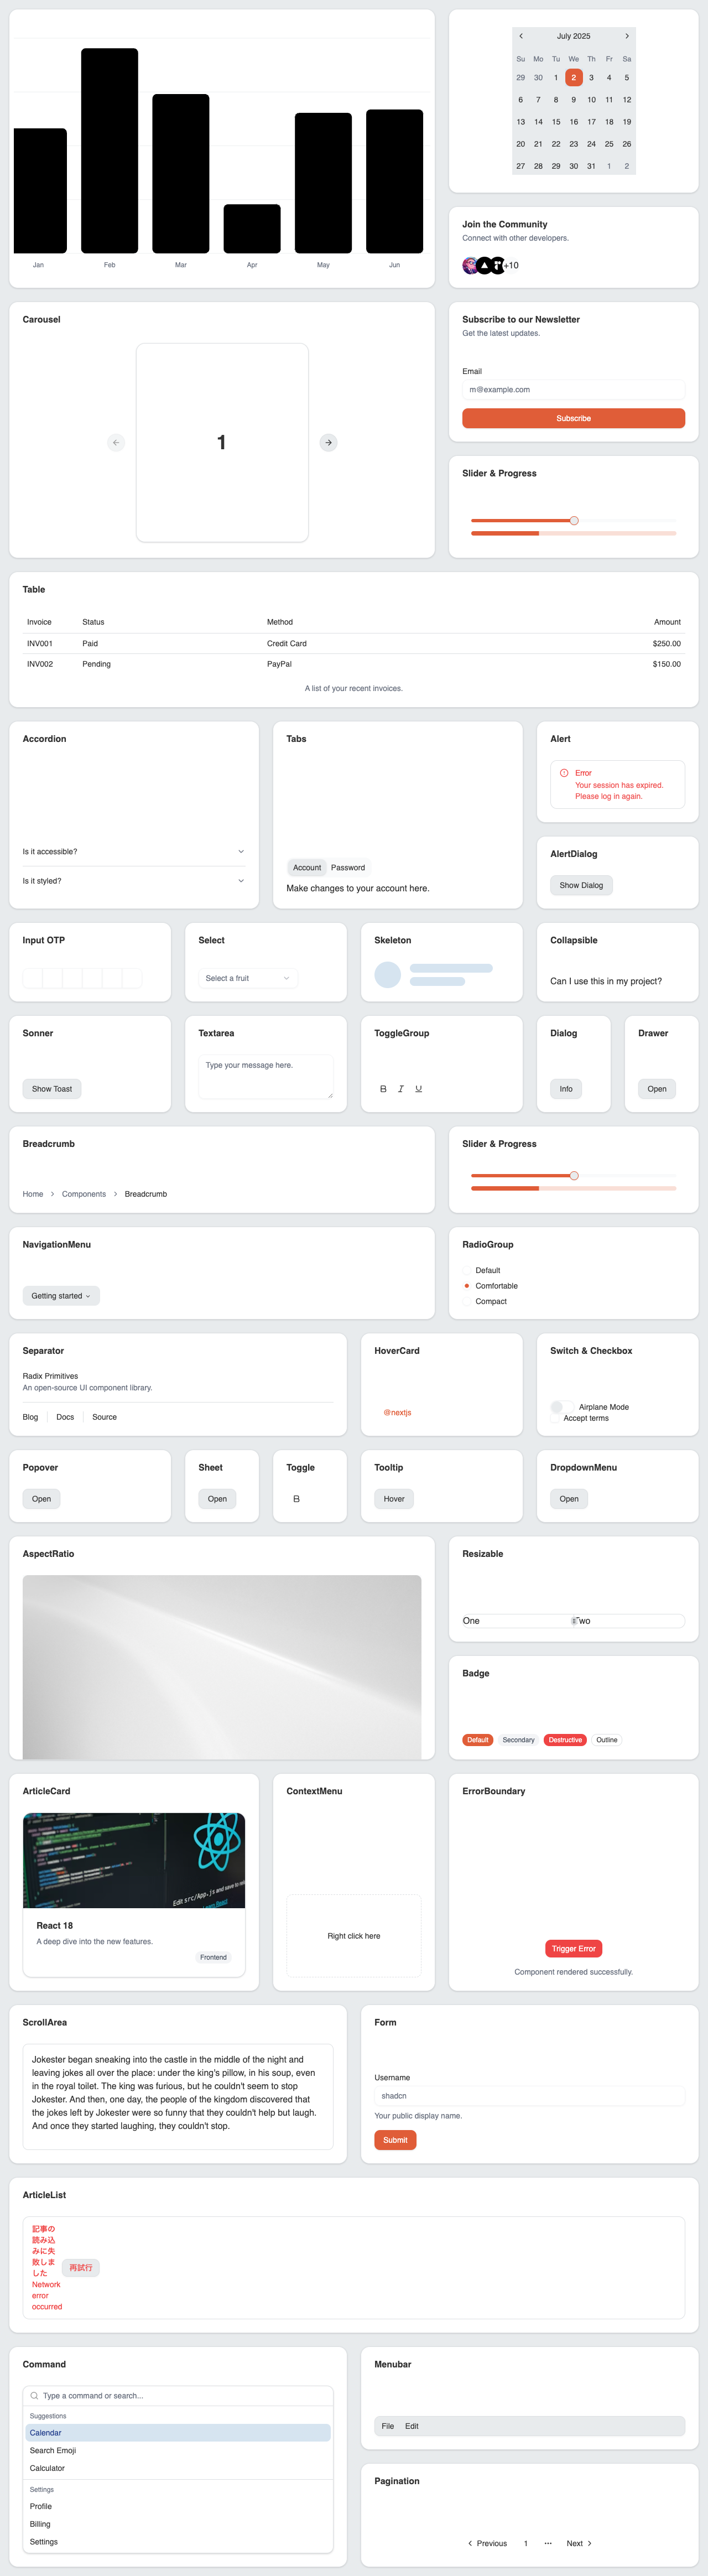 Jan Feb Mar Apr May Jun
July 2025
Su Mo Tu We Th Fr Sa
29 30 1 2 3 4 5
6 7 8 9 10 11 12
13 14 15 16 17 18 19
20 21 22 23 24 25 26
27 28 29 30 31 1 2
Join the Community
Connect with other developers.
+10
Carousel
1
Subscribe to our Newsletter
Get the latest updates.
Email
m@example.com
Subscribe
Slider & Progress
Table
Invoice Status Method Amount
INV001 Paid Credit Card $250.00
INV002 Pending PayPal $150.00
A list of your recent invoices.
Accordion
Is it accessible?
Is it styled?
Tabs
Account Password
Make changes to your account here.
Alert
Error
Your session has expired.
Please log in again.
AlertDialog
Show Dialog
Input OTP
Select
Select a fruit
Skeleton
Collapsible
Can I use this in my project?
Sonner
Show Toast
Textarea
Type your message here.
ToggleGroup
B I U
Dialog
Info
Drawer
Open
Breadcrumb
Home Components Breadcrumb
Slider & Progress
NavigationMenu
Getting started
RadioGroup
Default
Comfortable
Compact
Separator
Radix Primitives
An open-source UI component library.
Blog Docs Source
HoverCard
@nextjs
Switch & Checkbox
Airplane Mode
Accept terms
Popover
Open
Sheet
Open
Toggle
B
Tooltip
Hover
DropdownMenu
Open
AspectRatio
Resizable
One Two
Badge
Default Secondary Destructive Outline
ArticleCard
Edit src/App.js and save to
React 18
A deep dive into the new features.
Frontend
ContextMenu
Right click here
ErrorBoundary
Trigger Error
Component rendered successfully.
ScrollArea
Jokester began sneaking into the castle in the middle of the night and
leaving jokes all over the place: under the king's pillow, in his soup, even
in the royal toilet. The king was furious, but he couldn't seem to stop
Jokester. And then, one day, the people of the kingdom discovered that
the jokes left by Jokester were so funny that they couldn't help but laugh.
And once they started laughing, they couldn't stop.
Form
Username
shadcn
Your public display name.
Submit
ArticleList
記事の
読み込
みに失
敗しま
した
Network
error
occurred
再試行
Command
Type a command or search...
Suggestions
Calendar
Search Emoji
Calculator
Settings
Profile
Billing
Settings
Menubar
File Edit
Pagination
Previous 1 ... Next